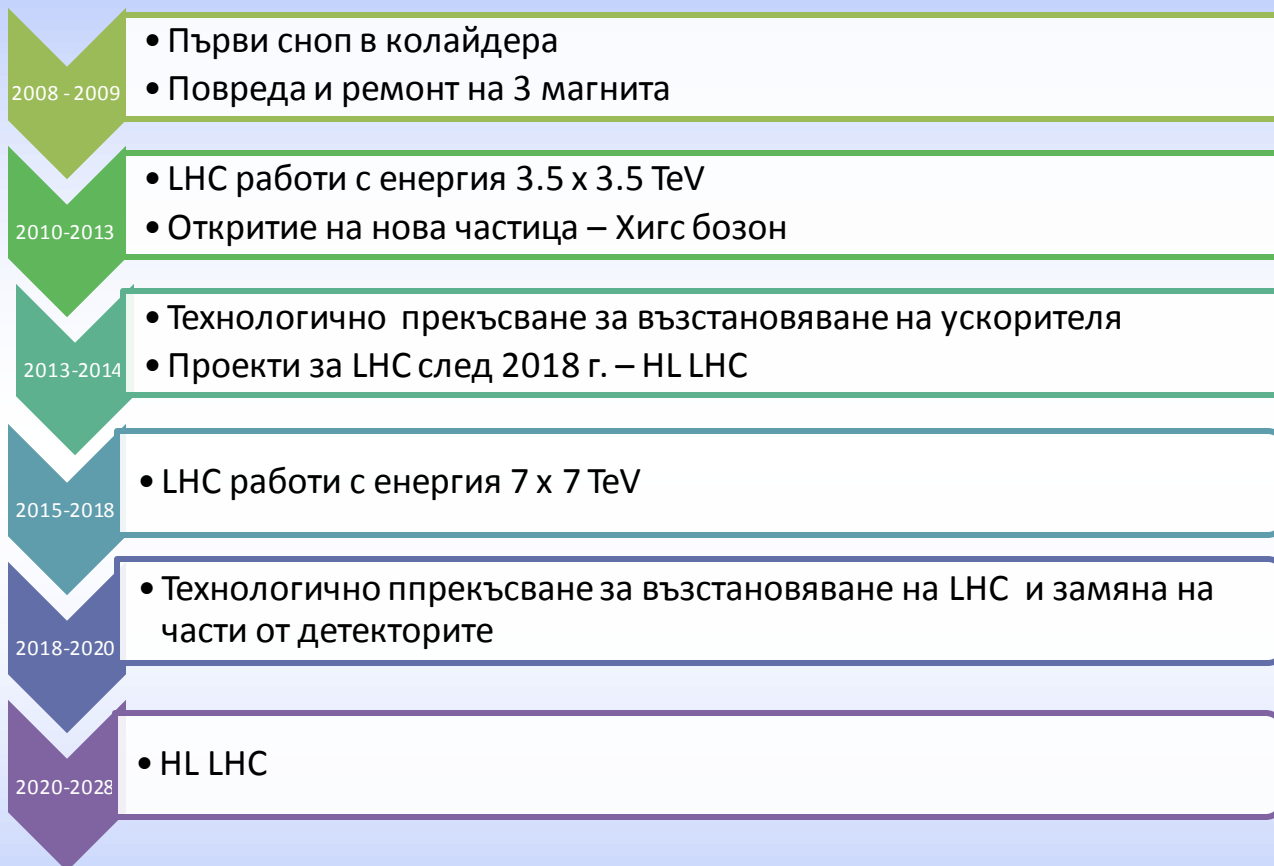 2008 - 2009
• Първи сноп в колайдера
• Повреда и ремонт на 3 магнита
2010-2013
• LHC работи с енергия 3.5 x 3.5 TeV
• Откритие на нова частица – Хигс бозон
2013-2014
• Технологично прекъсване за възстановяване на ускорителя
• Проекти за LHC след 2018 г. – HL LHC
2015-2018
• LHC работи с енергия 7 x 7 TeV
2018-2020
• Технологично ппрекъсване за възстановяване на LHC и замяна на
части от детекторите
2020-2028
• HL LHC